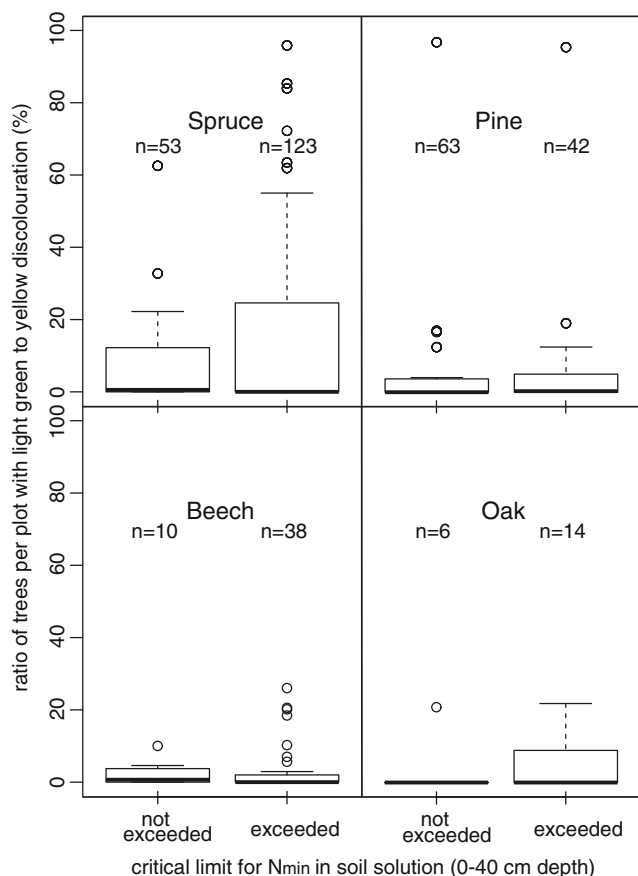 ratio of trees per plot with light green to yellow discolouration (%)
100
80
60
40
20
0
Spruce
n=53
n=123
Pine
n=63
n=42
100
80
60
40
20
0
Beech
n=10
n=38
Oak
n=6
n=14
not
exceeded
exceeded
not
exceeded
exceeded
critical limit for Nmin in soil solution (0-40 cm depth)